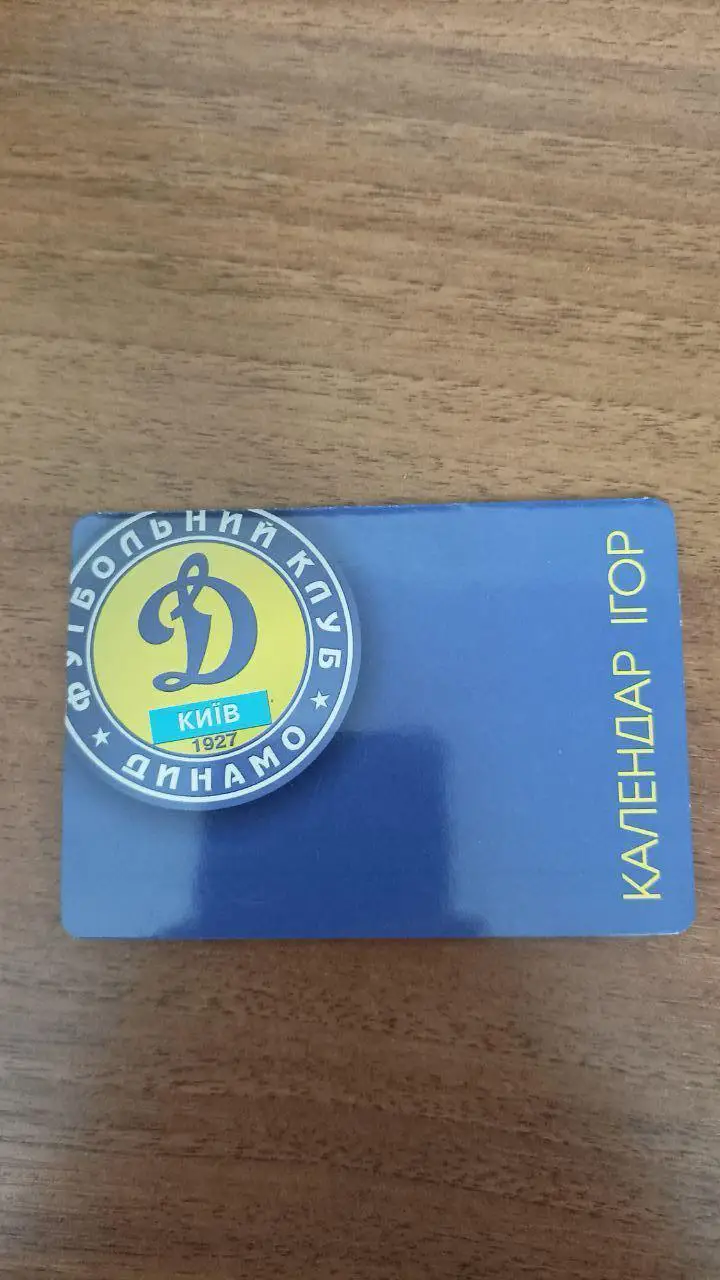 ФУТБОЛЬНИЙ КЛУБ
КИЇВ
1927
ДИНАМО
КАЛЕНДАР ІГОР